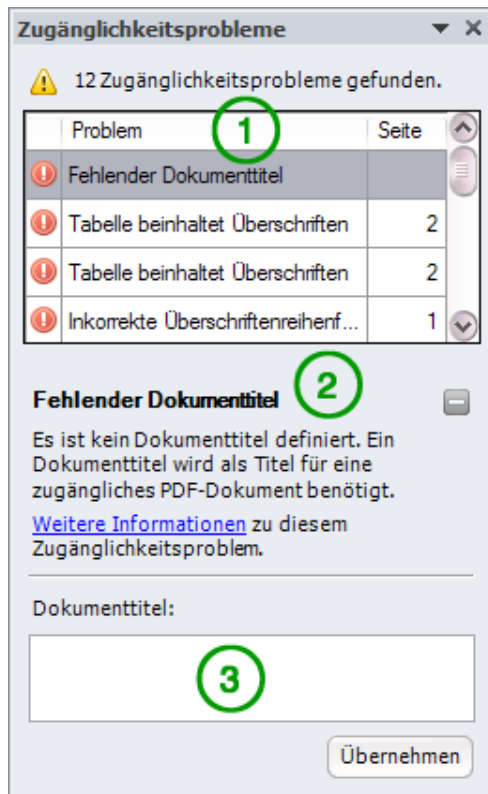 Zugänglichkeitsprobleme
12 Zugänglichkeitsprobleme gefunden.
Problem 1 Seite
Fehlender Dokumenttitel
Tabelle beinhaltet Überschriften 2
Tabelle beinhaltet Überschriften 2
Inkorrekte Überschriftenreihenf... 1
2
Fehlender Dokumenttitel
Es ist kein Dokumenttitel definiert. Ein
Dokumenttitel wird als Titel für eine
zugängliches PDF-Dokument benötigt.
Weitere Informationen zu diesem
Zugänglichkeitsproblem.
Dokumenttitel:
3
Übernehmen